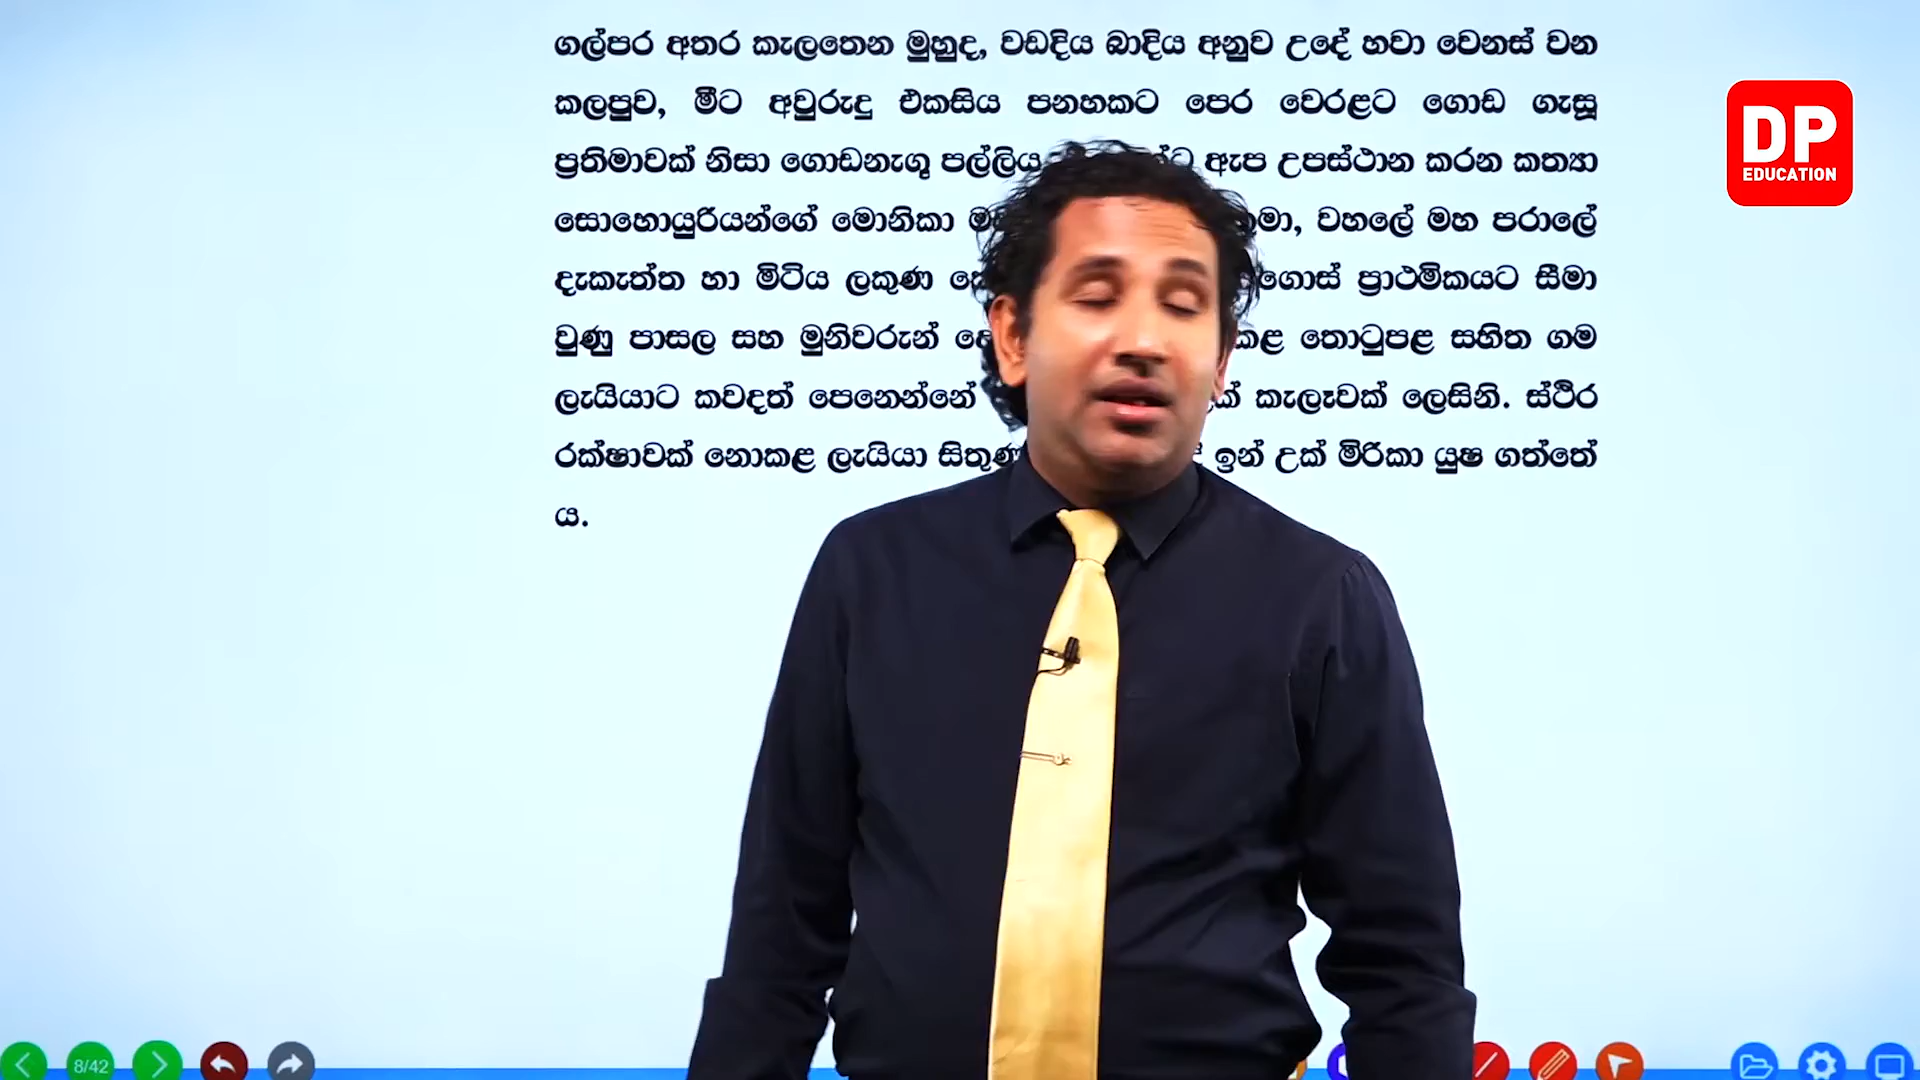 ගල්පර අතර කැලතෙන මුහුද, වඩදිය බාදිය අනුව උදේ හවා වෙනස් වන
කලපුව, මීට අවුරුදු එකසිය පනහකට පෙර වෙරළට ගොඩ ගැසූ
ප්‍රතිමාවක් නිසා ගොඩනැගූ පල්ලිය ඇප උපස්ථාන කරන කත්‍යා
සොහොයුරියන්ගේ මොනිකා වහලේ මහ පරාලේ
දැකැත්ත හා මිටිය ලකුණ ගොස් ප්‍රාථමිකයට සීමා
වුණු පාසල සහ මුනිවරුන් කළ තොටුපළ සහිත ගම
ලැයියාට කවදත් පෙනෙන්නේ කැලෑවක් ලෙසිනි. ස්ථිර
රක්ෂාවක් නොකළ ලැයියා ඉන් උක් මිරිකා යුෂ ගත්තේ
ය.
DP
EDUCATION
8/42